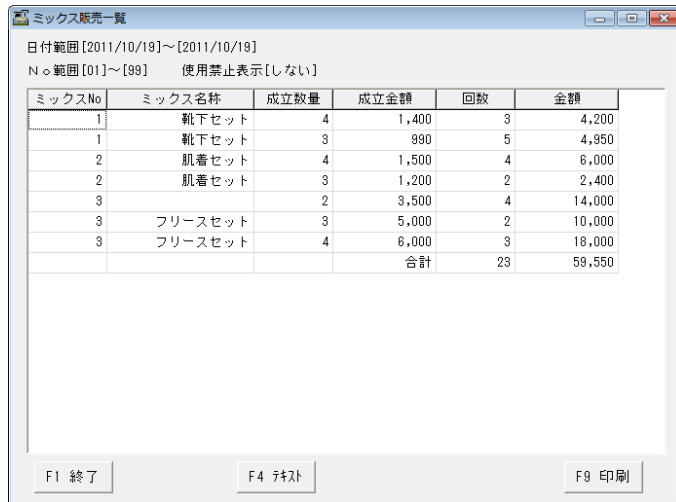 ミックス販売一覧
日付範囲[2011/10/19]～[2011/10/19]
Ｎｏ範囲[01]～[99] 使用禁止表示[しない]
ミックスNo ミックス名称 成立数量 成立金額 回数 金額
1 靴下セット 4 1,400 3 4,200
1 靴下セット 3 990 5 4,950
2 肌着セット 4 1,500 4 6,000
2 肌着セット 3 1,200 2 2,400
3 2 3,500 4 14,000
3 フリースセット 3 5,000 2 10,000
3 フリースセット 4 6,000 3 18,000
合計 23 59,550
F1 終了 F4 ﾃｷｽﾄ F9 印刷